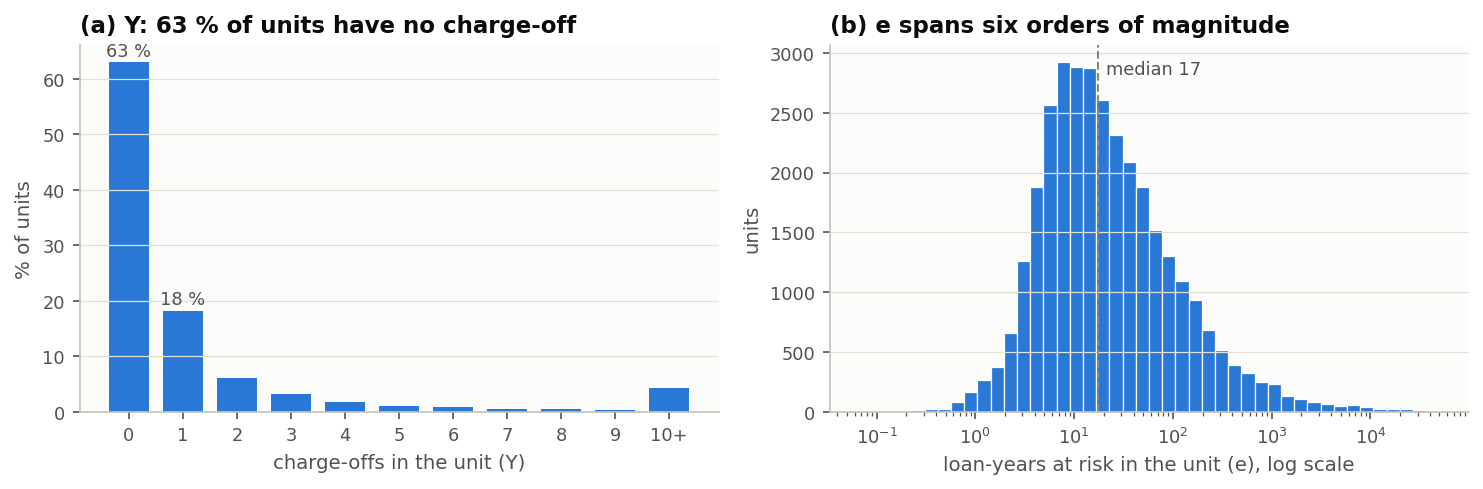 (a) Y: 63 % of units have no charge-off
63 %
18 %
60
50
40
30
20
10
0
% of units
0 1 2 3 4 5 6 7 8 9 10+
charge-offs in the unit (Y)
(b) e spans six orders of magnitude
median 17
3000
2500
2000
1500
1000
500
0
units
10⁻¹ 10⁰ 10¹ 10² 10³ 10⁴
loan-years at risk in the unit (e), log scale